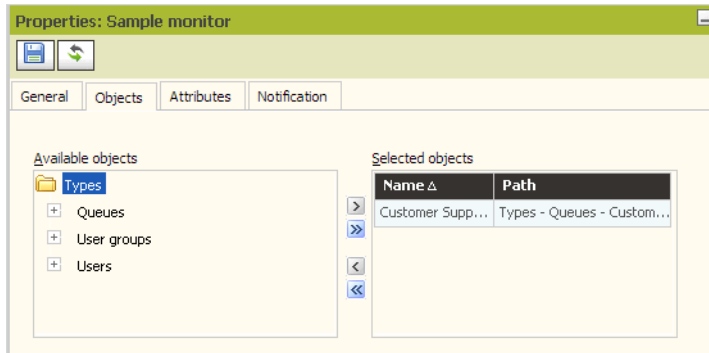 Properties: Sample monitor
General Objects Attributes Notification
Available objects Selected objects
Types
Queues
User groups
Users
Name Path
Customer Supp... Types - Queues - Custom...